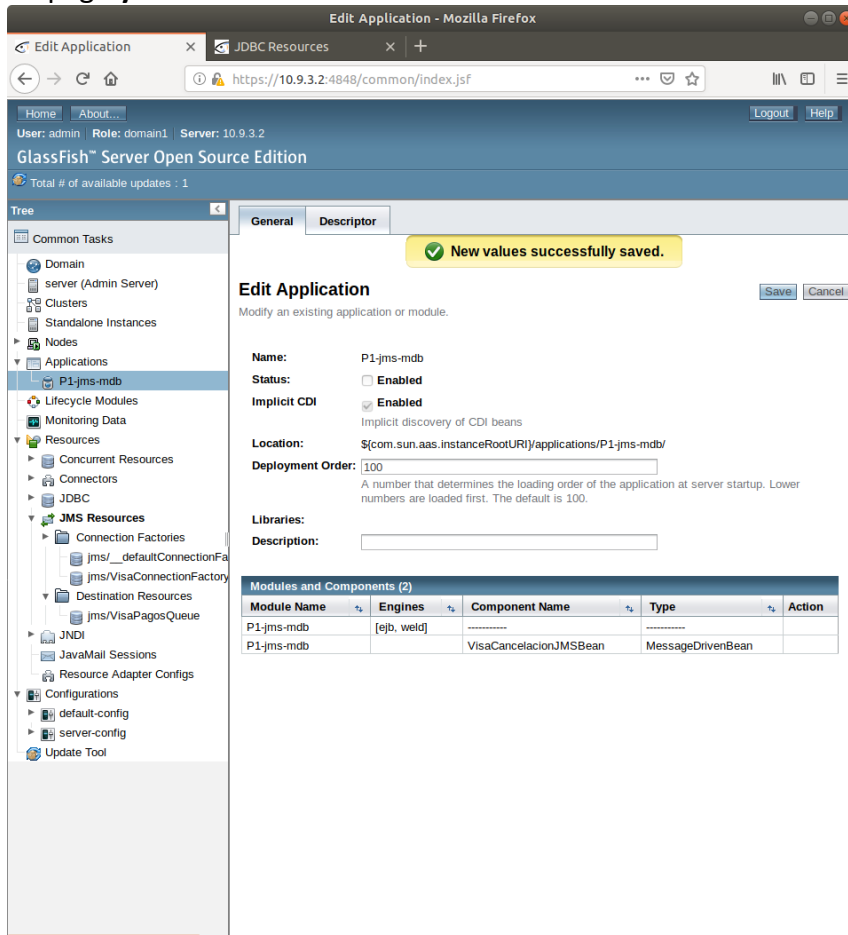 Edit Application - Mozilla Firefox
Edit Application
JDBC Resources
https://10.9.3.2:4848/common/index.jsf
Home About...
Logout Help
User: admin Role: domain1 Server: 10.9.3.2
GlassFish™ Server Open Source Edition
Total # of available updates : 1
Tree
Common Tasks
Domain
server (Admin Server)
Clusters
Standalone Instances
Nodes
Applications
P1-jms-mdb
Lifecycle Modules
Monitoring Data
Resources
Concurrent Resources
Connectors
JDBC
JMS Resources
Connection Factories
jms/__defaultConnectionFa
jms/VisaConnectionFactory
Destination Resources
jms/VisaPagosQueue
JNDI
JavaMail Sessions
Resource Adapter Configs
Configurations
default-config
server-config
Update Tool
General Descriptor
New values successfully saved.
Edit Application
Save Cancel
Modify an existing application or module.
Name: P1-jms-mdb
Status: Enabled
Implicit CDI Enabled
Implicit discovery of CDI beans
Location: ${com.sun.aas.instanceRootURI}/applications/P1-jms-mdb/
Deployment Order: 100
A number that determines the loading order of the application at server startup. Lower
numbers are loaded first. The default is 100.
Libraries:
Description:
Modules and Components (2)
Module Name Engines Component Name Type Action
P1-jms-mdb [ejb, weld] ----------- -----------
P1-jms-mdb VisaCancelacionJMSBean MessageDrivenBean